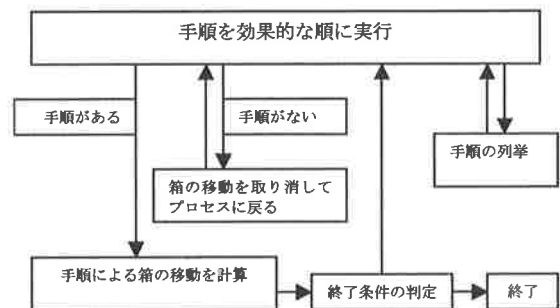 手順を効果的な順に実行
手順がある
手順がない
手順の列挙
箱の移動を取り消して
プロセスに戻る
手順による箱の移動を計算
終了条件の判定
終了